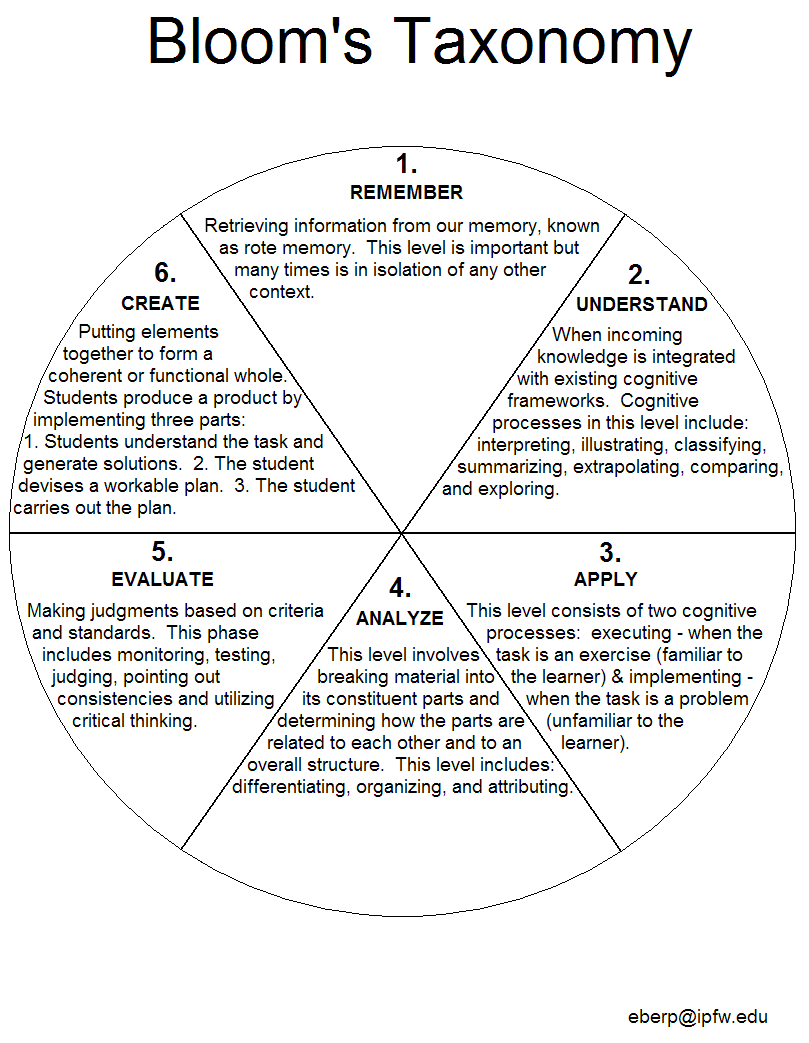 Bloom's Taxonomy
1.
REMEMBER
Retrieving information from our memory, known
as rote memory.  This level is important but
many times is in isolation of any other
context.
2.
UNDERSTAND
When incoming
knowledge is integrated
with existing cognitive
frameworks.  Cognitive
processes in this level include:
interpreting, illustrating, classifying,
summarizing, extrapolating, comparing,
and exploring.
3.
APPLY
This level consists of two cognitive
processes:  executing - when the
task is an exercise (familiar to
the learner) & implementing -
when the task is a problem
(unfamiliar to the
learner).
4.
ANALYZE
This level involves
breaking material into
its constituent parts and
determining how the parts are
related to each other and to an
overall structure.  This level includes:
differentiating, organizing, and attributing.
5.
EVALUATE
Making judgments based on criteria
and standards.  This phase
includes monitoring, testing,
judging, pointing out
consistencies and utilizing
critical thinking.
6.
CREATE
Putting elements
together to form a
coherent or functional whole.
Students produce a product by
implementing three parts:
1. Students understand the task and
generate solutions.  2. The student
devises a workable plan.  3. The student
carries out the plan.
eberp@ipfw.edu